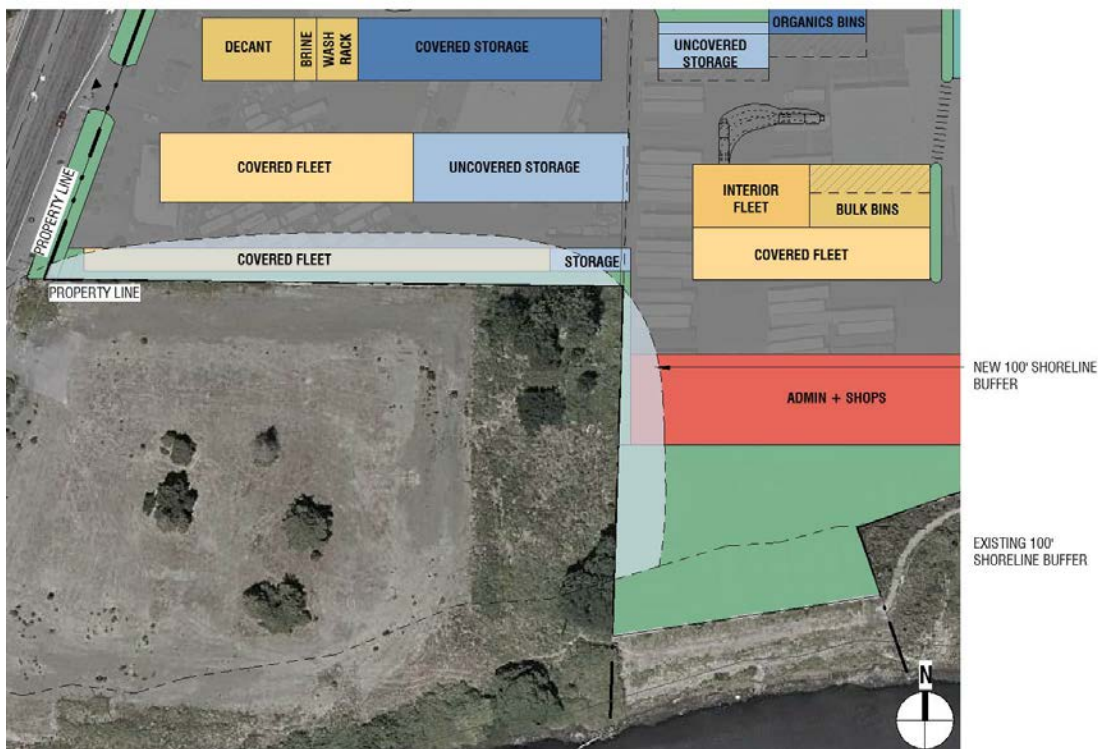 ORGANICS BINS
DECANT
BRINE
WASH
RACK
COVERED STORAGE
UNCOVERED
STORAGE
COVERED FLEET
UNCOVERED STORAGE
INTERIOR
FLEET
BULK BINS
PROPERTY LINE
COVERED FLEET
STORAGE
COVERED FLEET
PROPERTY LINE
NEW 100' SHORELINE
BUFFER
ADMIN + SHOPS
EXISTING 100'
SHORELINE BUFFER
N